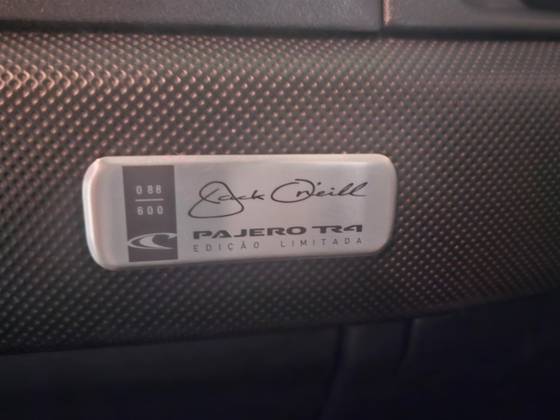 088
600
Jack O'Neill
PAJERO TR4
EDIÇÃO LIMITADA